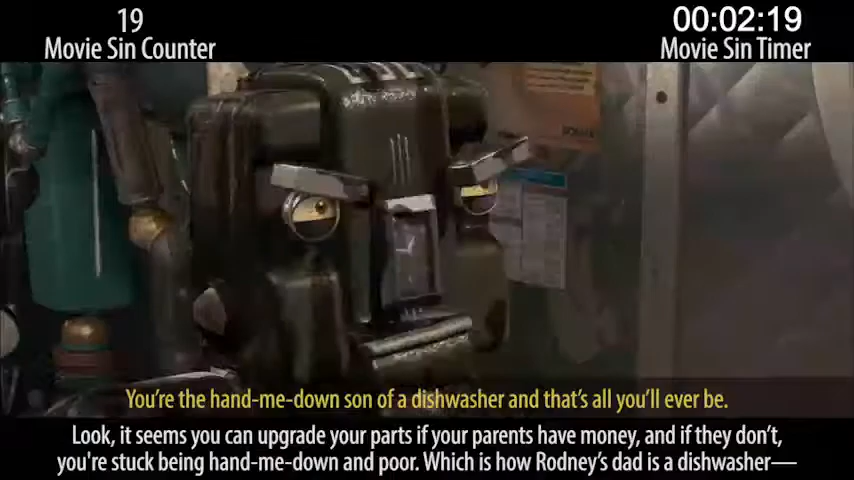 19
Movie Sin Counter
00:02:19
Movie Sin Timer
You're the hand-me-down son of a dishwasher and that's all you'll ever be.
Look, it seems you can upgrade your parts if your parents have money, and if they don't,
you're stuck being hand-me-down and poor. Which is how Rodney's dad is a dishwasher—